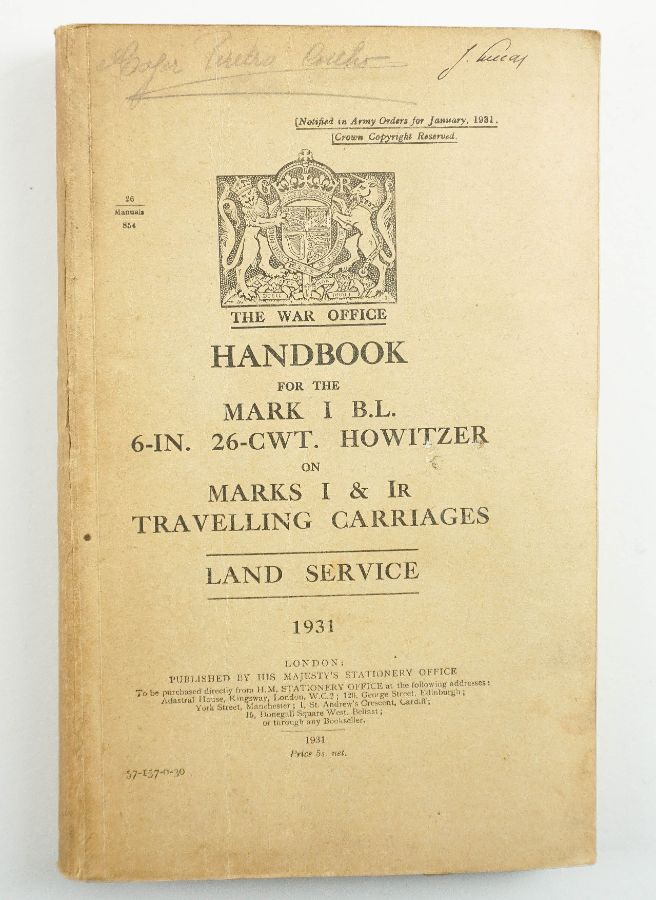 Major Coelho
J. Lucas
[Notified in Army Orders for January, 1931.
[Crown Copyright Reserved.
26
Manuals
854
G R
THE WAR OFFICE
HANDBOOK
FOR THE
MARK I B.L.
6-IN. 26-CWT. HOWITZER
ON
MARKS I & IR
TRAVELLING CARRIAGES
LAND SERVICE
1931
LONDON:
PUBLISHED BY HIS MAJESTY'S STATIONERY OFFICE
To be purchased directly from H.M. STATIONERY OFFICE at the following addresses:
Adastral House, Kingsway, London, W.C.2; 120, George Street, Edinburgh;
York Street, Manchester; 1, St. Andrew's Crescent, Cardiff;
15, Donegall Square West, Belfast;
or through any Bookseller.
1931
Price 5s. net.
57-157-0-30